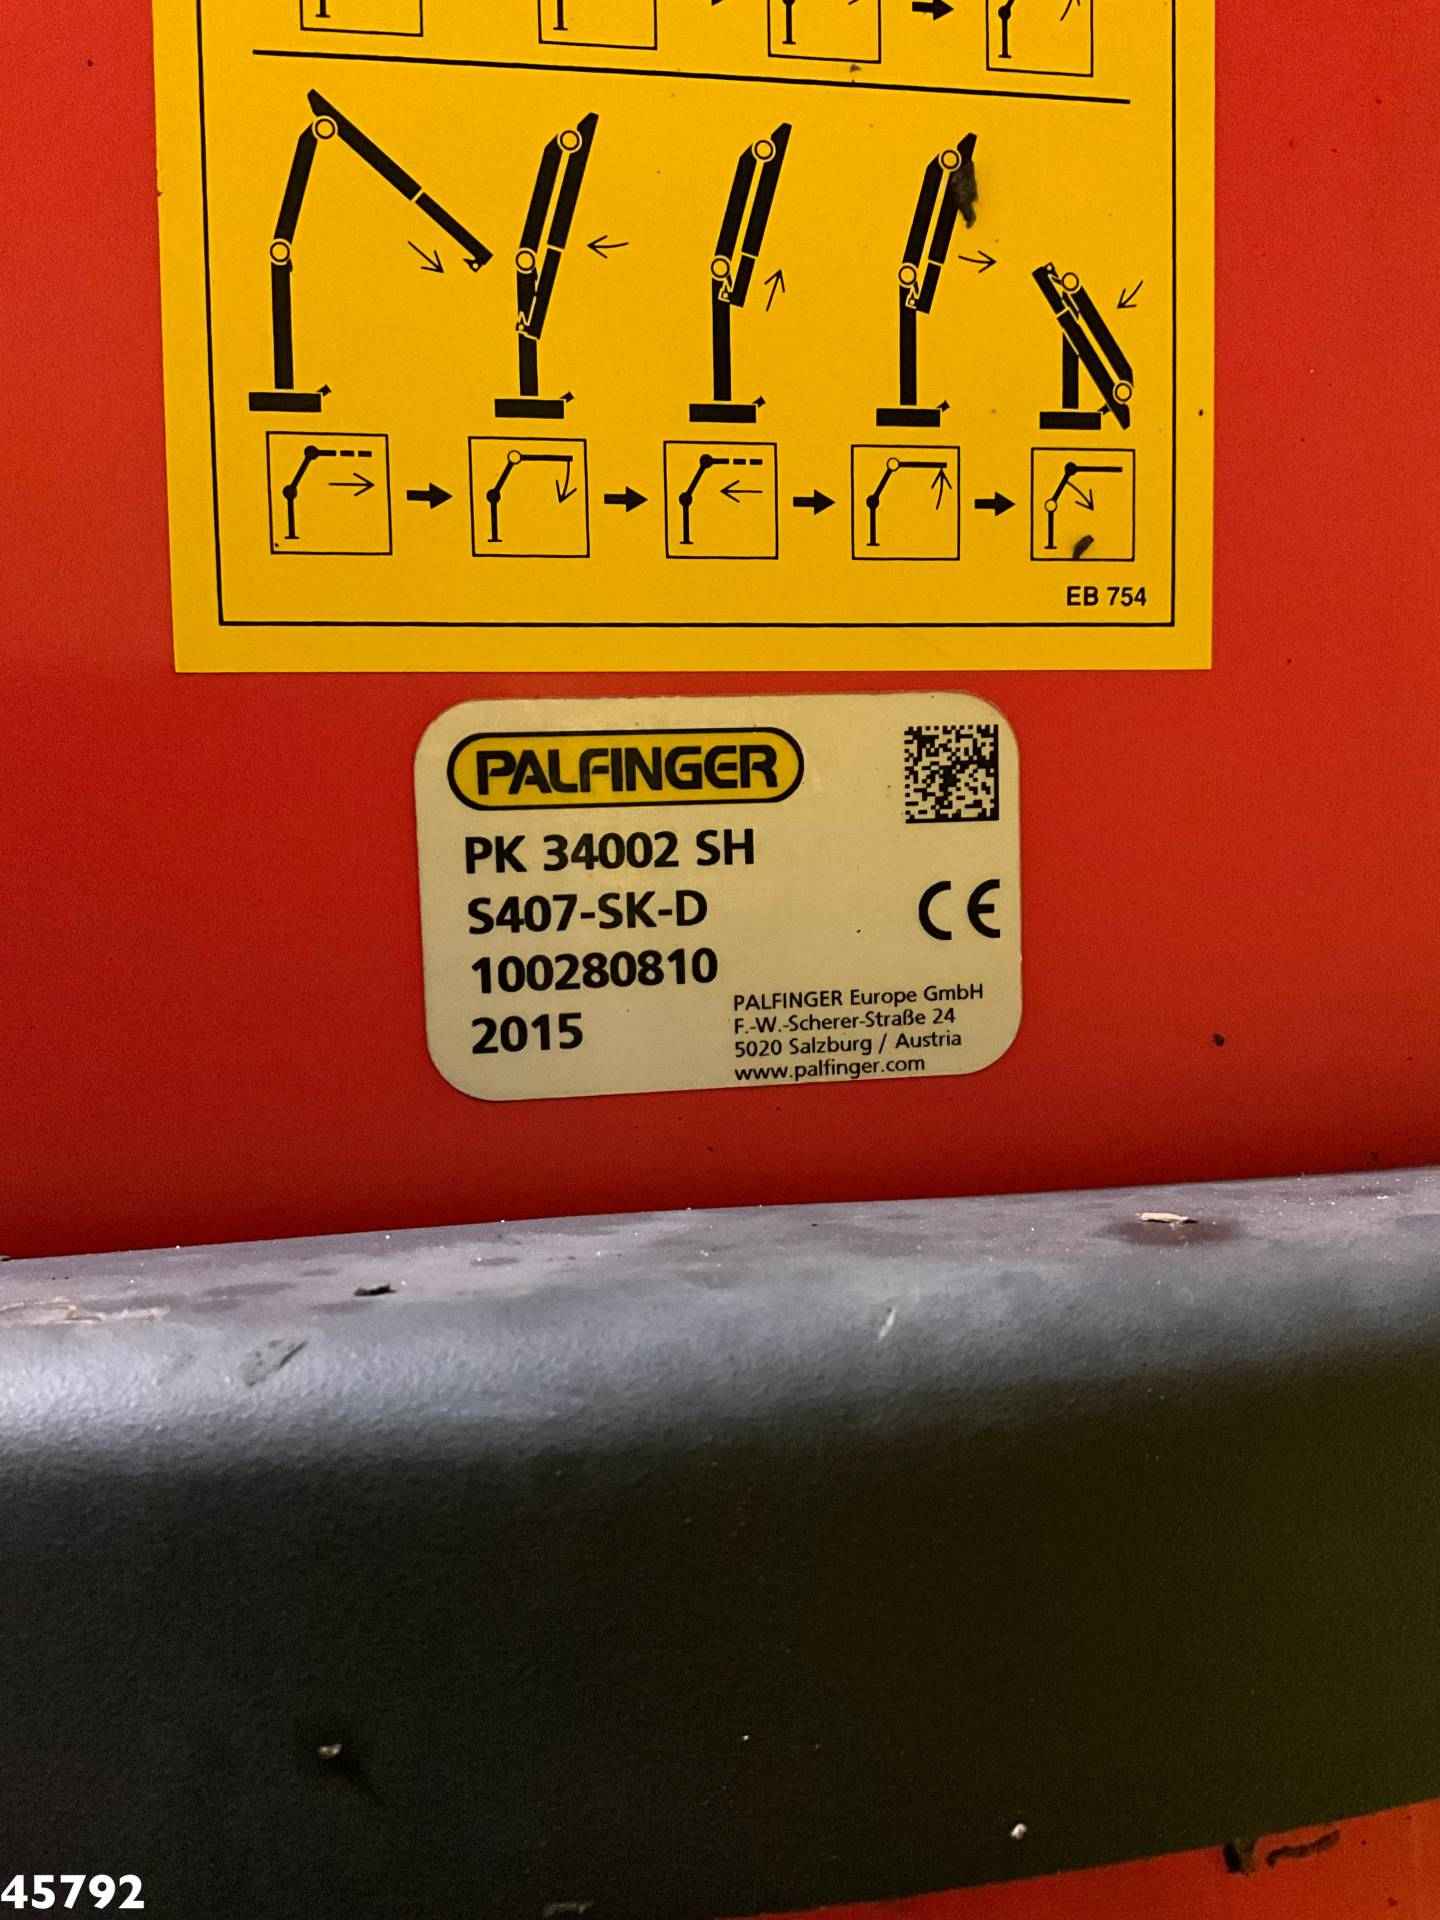 EB 754
PALFINGER
PK 34002 SH
S407-SK-D
100280810
2015
CE
PALFINGER Europe GmbH
F.-W.-Scherer-Straße 24
5020 Salzburg / Austria
www.palfinger.com
45792